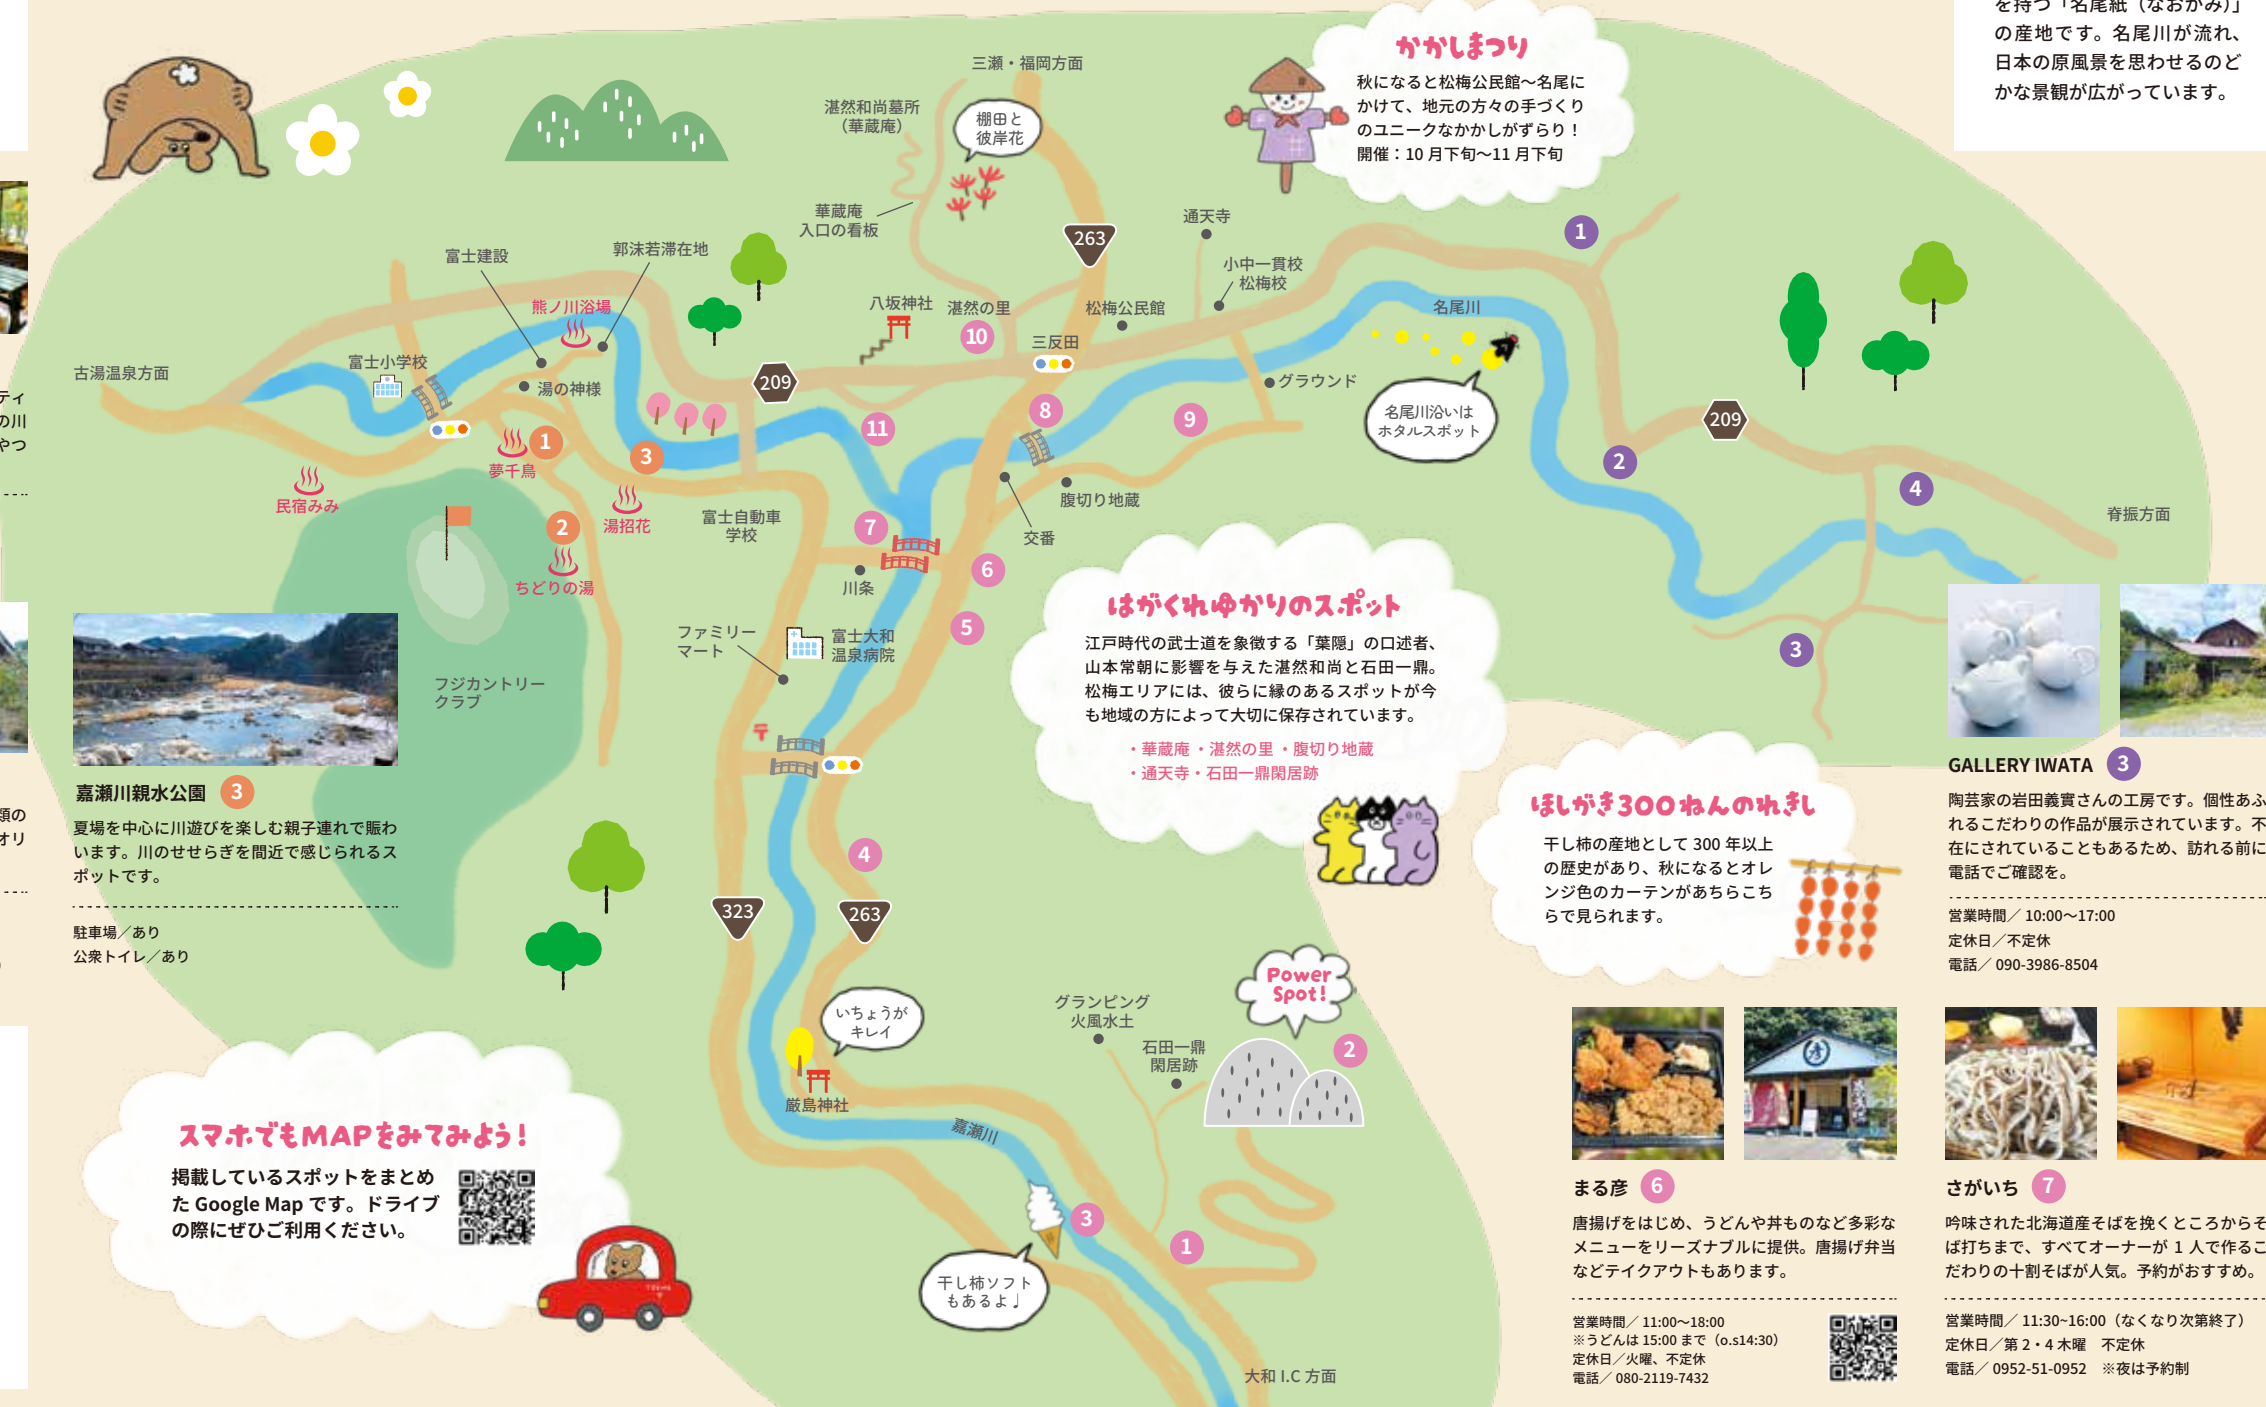 を持つ「名尾紙（なおがみ）」
の産地です。名尾川が流れ、
日本の原風景を思わせるのど
かな景観が広がっています。
かかしまつり
秋になると松梅公民館〜名尾に
かけて、地元の方々の手づくり
のユニークなかかしがずらり！
開催：10 月下旬〜11 月下旬
三瀬・福岡方面
湛然和尚墓所
（華蔵庵）
棚田と
彼岸花
華蔵庵
入口の看板
263
通天寺
小中一貫校
松梅校
1
富士建設
郭沫若滞在地
熊ノ川浴場
八坂神社
湛然の里
10
松梅公民館
三反田
名尾川
富士小学校
古湯温泉方面
湯の神様
209
グラウンド
名尾川沿いは
ホタルスポット
209
ティ
の川
やつ
1
夢千鳥
3
11
8
9
2
4
民宿みみ
湯招花
2
ちどりの湯
富士自動車
学校
7
川条
6
交番
腹切り地蔵
脊振方面
5
ファミリー
マート
富士大和
温泉病院
フジカントリー
クラブ
はがくれゆかりのスポット
江戸時代の武士道を象徴する「葉隠」の口述者、
山本常朝に影響を与えた湛然和尚と石田一鼎。
松梅エリアには、彼らに縁のあるスポットが今
も地域の方によって大切に保存されています。
・華蔵庵 ・湛然の里 ・腹切り地蔵
・通天寺・石田一鼎閑居跡
3
嘉瀬川親水公園 3
夏場を中心に川遊びを楽しむ親子連れで賑わ
います。川のせせらぎを間近で感じられるス
ポットです。
駐車場／あり
公衆トイレ／あり
類の
オリ
〒
4
323
263
ほしがき300ねんのれきし
干し柿の産地として 300 年以上
の歴史があり、秋になるとオレ
ンジ色のカーテンがあちらこち
らで見られます。
GALLERY IWATA 3
陶芸家の岩田義實さんの工房です。個性あふ
れるこだわりの作品が展示されています。不
在にされていることもあるため、訪れる前に
電話でご確認を。
営業時間／ 10:00〜17:00
定休日／不定休
電話／ 090-3986-8504
いちょうが
キレイ
厳島神社
グランピング
火風水土
石田一鼎
閑居跡
Power
Spot!
2
嘉瀬川
スマホでもMAPをみてみよう!
掲載しているスポットをまとめ
た Google Map です。ドライブ
の際にぜひご利用ください。
3
1
干し柿ソフト
もあるよ♩
大和 I.C 方面
まる彦 6
唐揚げをはじめ、うどんや丼ものなど多彩な
メニューをリーズナブルに提供。唐揚げ弁当
などテイクアウトもあります。
営業時間／ 11:00〜18:00
※うどんは 15:00 まで（o.s14:30）
定休日／火曜、不定休
電話／ 080-2119-7432
さがいち 7
吟味された北海道産そばを挽くところからそ
ば打ちまで、すべてオーナーが 1 人で作るこ
だわりの十割そばが人気。予約がおすすめ。
営業時間／ 11:30~16:00（なくなり次第終了）
定休日／第 2・4 木曜　不定休
電話／ 0952-51-0952　※夜は予約制